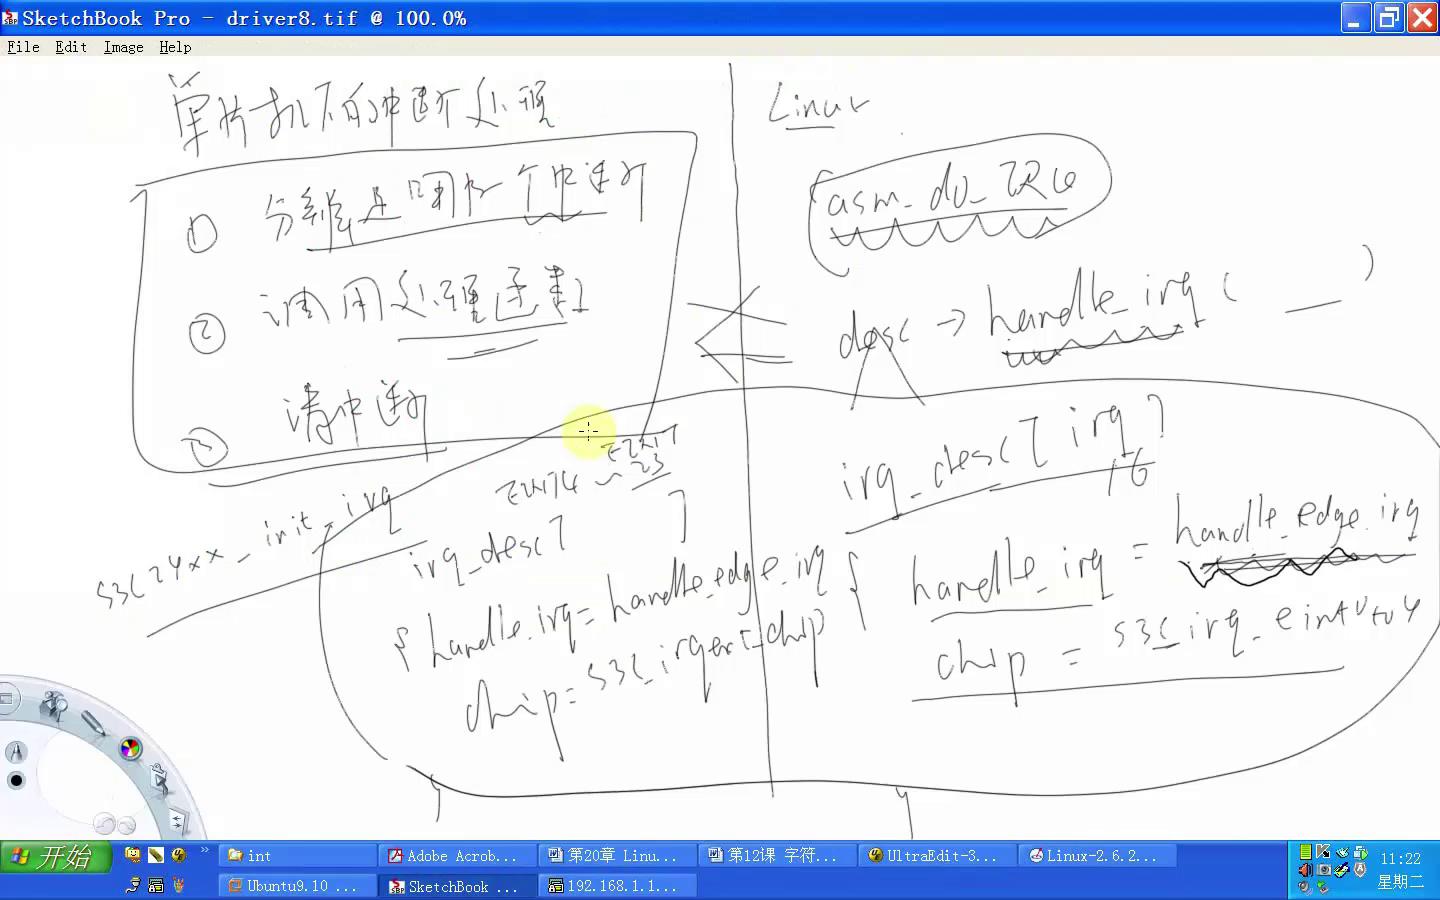 SketchBook Pro - driver8.tif @ 100.0%
File Edit Image Help
单片机下的中断处理
① 分辨是哪个中断
② 调用处理函数
③ 清中断
Linux
asm_do_IRQ
desc → handle_irq ( )
irq_desc[irq]
16
{ handle_irq = handle_edge_irq
chip = s3c_irq_eint0to4
s3c24xx_init_irq
EINT4 ~ EINT
23
irq_desc[ ]
{ handle_irq = handle_edge_irq
chip = s3c_irqext_chip
}
}
开始
int
Adobe Acrob...
第20章 Linu...
第12课 字符...
UltraEdit-3...
Linux-2.6.2...
Ubuntu9.10 ...
SketchBook ...
192.168.1.1...
11:22
星期二